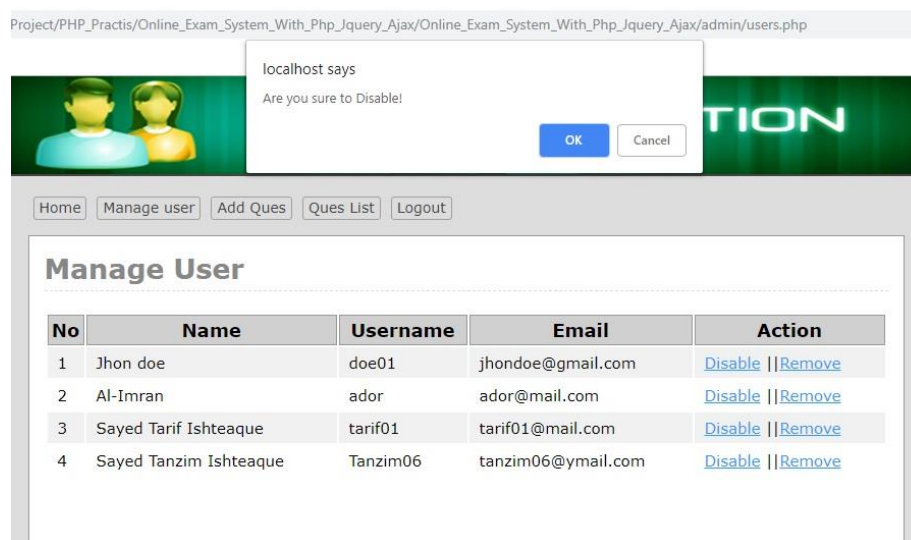 Project/PHP_Practis/Online_Exam_System_With_Php_Jquery_Ajax/Online_Exam_System_With_Php_Jquery_Ajax/admin/users.php
localhost says
Are you sure to Disable!
OK Cancel
TION
Home Manage user Add Ques Ques List Logout
Manage User
No Name Username Email Action
1 Jhon doe doe01 jhondoe@gmail.com Disable ||Remove
2 Al-Imran ador ador@mail.com Disable ||Remove
3 Sayed Tarif Ishteaque tarif01 tarif01@mail.com Disable ||Remove
4 Sayed Tanzim Ishteaque Tanzim06 tanzim06@ymail.com Disable ||Remove